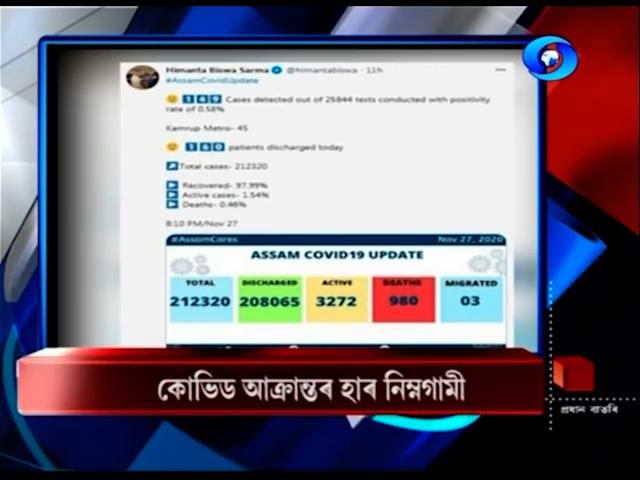 Himanta Biswa Sarma @himantabiswa · 11h
#AssamCovidUpdate
169 Cases detected out of 25844 tests conducted with positivity
rate of 0.58%
Kamrup Metro- 45
160 patients discharged today
Total cases- 212320
Recovered- 97.99%
Active cases- 1.54%
Deaths- 0.46%
8:10 PM/Nov 27
#AssamCares Nov 27, 2020
ASSAM COVID19 UPDATE
TOTAL DISCHARGED ACTIVE DEATHS MIGRATED
212320 208065 3272 980 03
কোভিড আক্ৰান্তৰ হাৰ নিম্নগামী
প্ৰধান বাতৰি